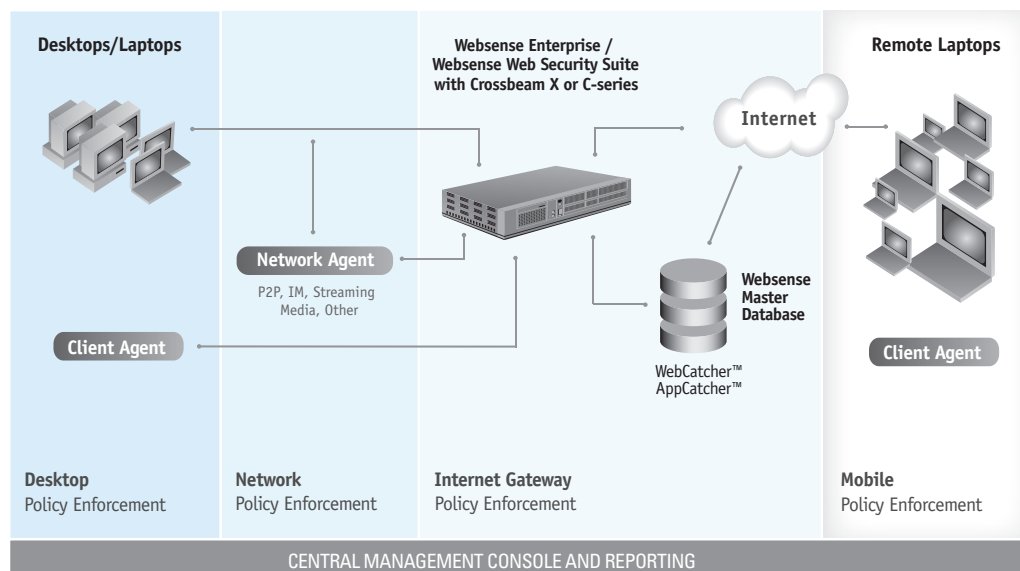 Desktops/Laptops
Websense Enterprise /
Websense Web Security Suite
with Crossbeam X or C-series
Remote Laptops
Internet
Network Agent
P2P, IM, Streaming
Media, Other
Websense
Master
Database
Client Agent
Client Agent
WebCatcher™
AppCatcher™
Desktop
Policy Enforcement
Network
Policy Enforcement
Internet Gateway
Policy Enforcement
Mobile
Policy Enforcement
CENTRAL MANAGEMENT CONSOLE AND REPORTING